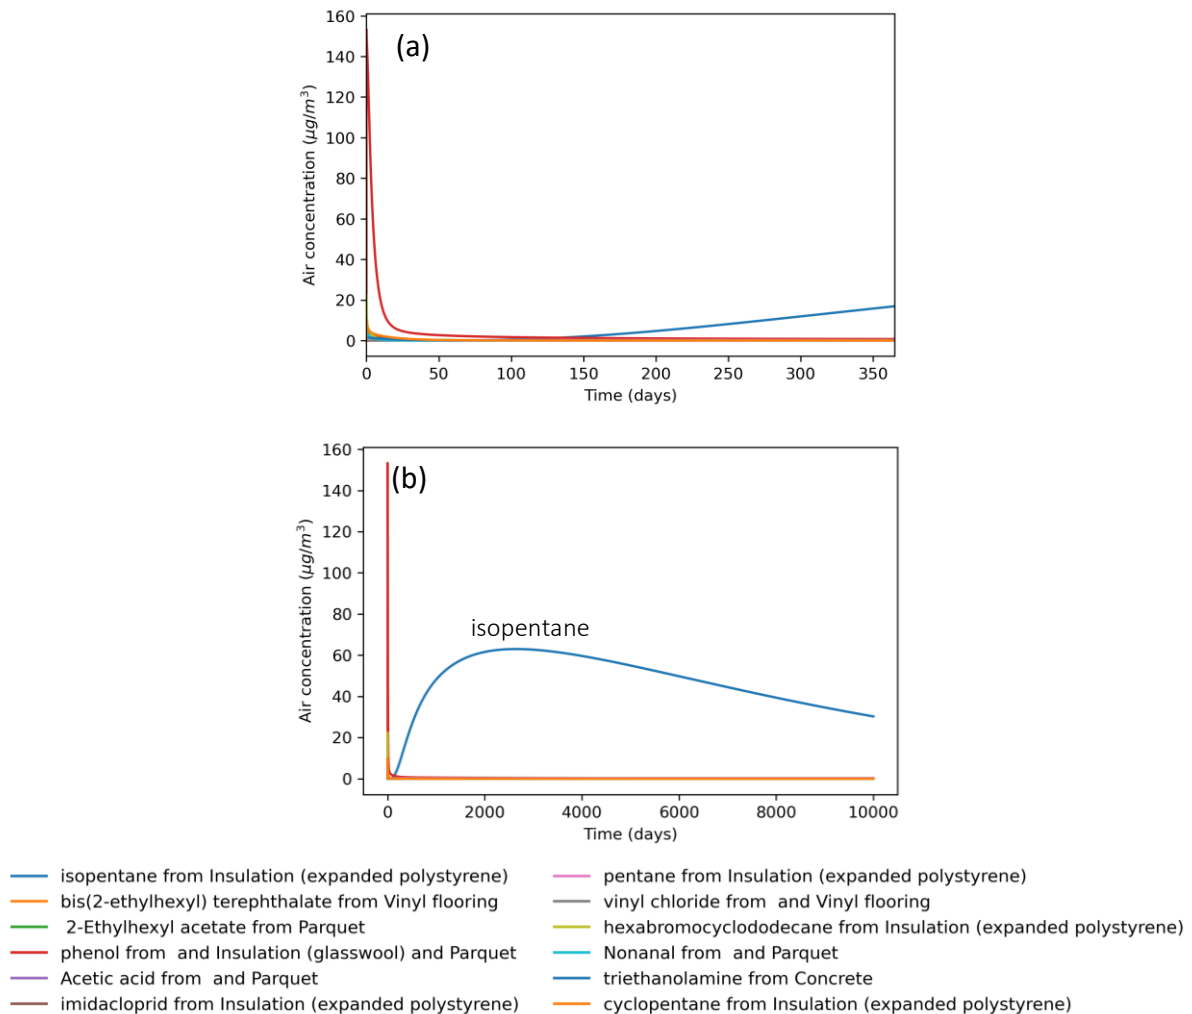 (a)
160
140
120
100
80
60
40
20
0
Air concentration (μg/m³)
0 50 100 150 200 250 300 350
Time (days)
(b)
160
140
120
100
80
60
40
20
0
Air concentration (μg/m³)
isopentane
0 2000 4000 6000 8000 10000
Time (days)
isopentane from Insulation (expanded polystyrene)
bis(2-ethylhexyl) terephthalate from Vinyl flooring
2-Ethylhexyl acetate from Parquet
phenol from  and Insulation (glasswool) and Parquet
Acetic acid from  and Parquet
imidacloprid from Insulation (expanded polystyrene)
pentane from Insulation (expanded polystyrene)
vinyl chloride from  and Vinyl flooring
hexabromocyclododecane from Insulation (expanded polystyrene)
Nonanal from  and Parquet
triethanolamine from Concrete
cyclopentane from Insulation (expanded polystyrene)